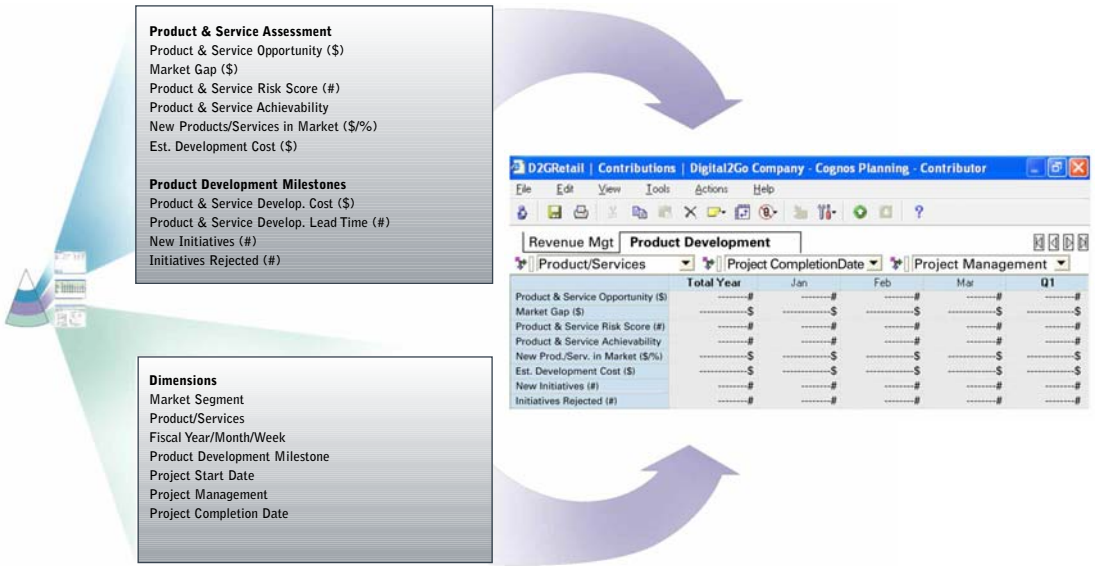 Product & Service Assessment
Product & Service Opportunity ($)
Market Gap ($)
Product & Service Risk Score (#)
Product & Service Achievability
New Products/Services in Market ($/%)
Est. Development Cost ($)
Product Development Milestones
Product & Service Develop. Cost ($)
Product & Service Develop. Lead Time (#)
New Initiatives (#)
Initiatives Rejected (#)
Dimensions
Market Segment
Product/Services
Fiscal Year/Month/Week
Product Development Milestone
Project Start Date
Project Management
Project Completion Date
D2GRetail | Contributions | Digital2Go Company - Cognos Planning - Contributor
File Edit View Tools Actions Help
Revenue Mgt Product Development
Product/Services Project CompletionDate Project Management
Total Year Jan Feb Mar Q1
Product & Service Opportunity ($) --------# --------# --------# --------# --------#
Market Gap ($) ------------$ ------------$ ------------$ ------------$ ------------$
Product & Service Risk Score (#) --------# --------# --------# --------# --------#
Product & Service Achievability --------# --------# --------# --------# --------#
New Prod./Serv. in Market ($/%) ------------$ ------------$ ------------$ ------------$ ------------$
Est. Development Cost ($) ------------$ ------------$ ------------$ ------------$ ------------$
New Initiatives (#) --------# --------# --------# --------# --------#
Initiatives Rejected (#) --------# --------# --------# --------# --------#